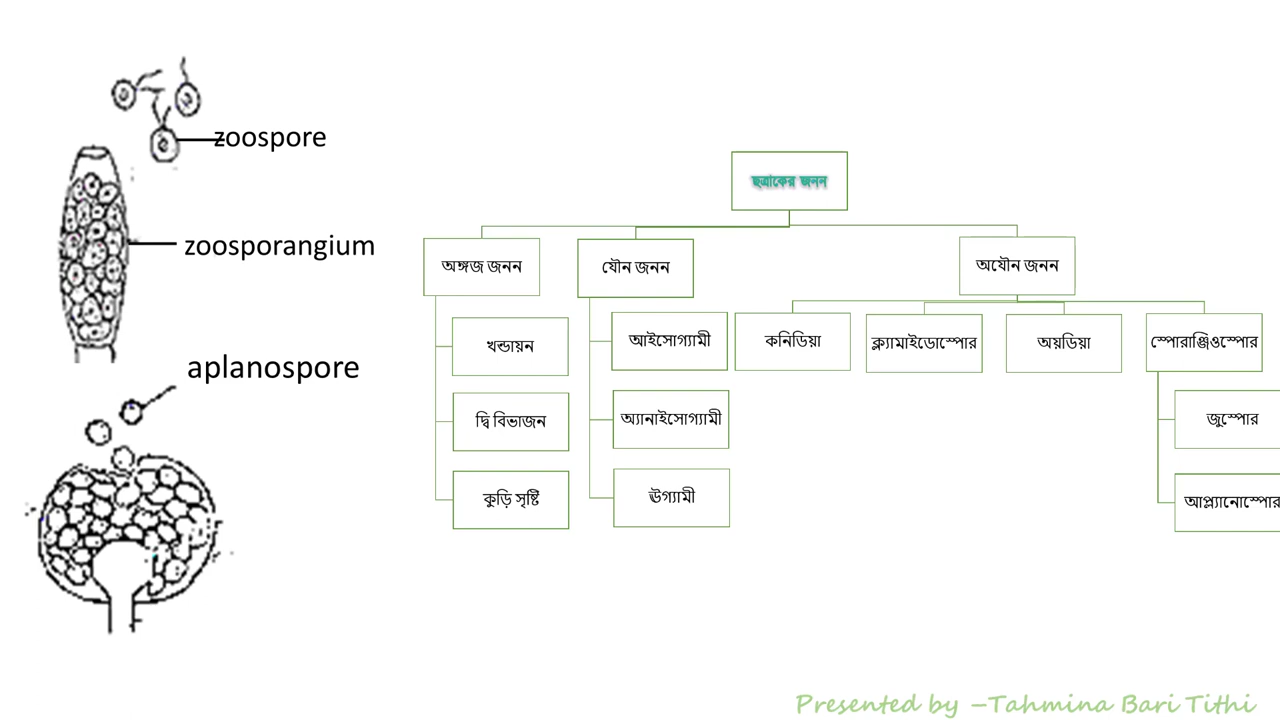 zoospore
zoosporangium
aplanospore
ছত্রাকের জনন
অঙ্গজ জনন
যৌন জনন
অযৌন জনন
খন্ডায়ন
দ্বি বিভাজন
কুড়ি সৃষ্টি
আইসোগ্যামী
অ্যানাইসোগ্যামী
ঊগ্যামী
কনিডিয়া
ক্ল্যামাইডোস্পোর
অয়ডিয়া
স্পোরাঞ্জিওস্পোর
জুস্পোর
আপ্ল্যানোস্পোর
Presented by –Tahmina Bari Tithi